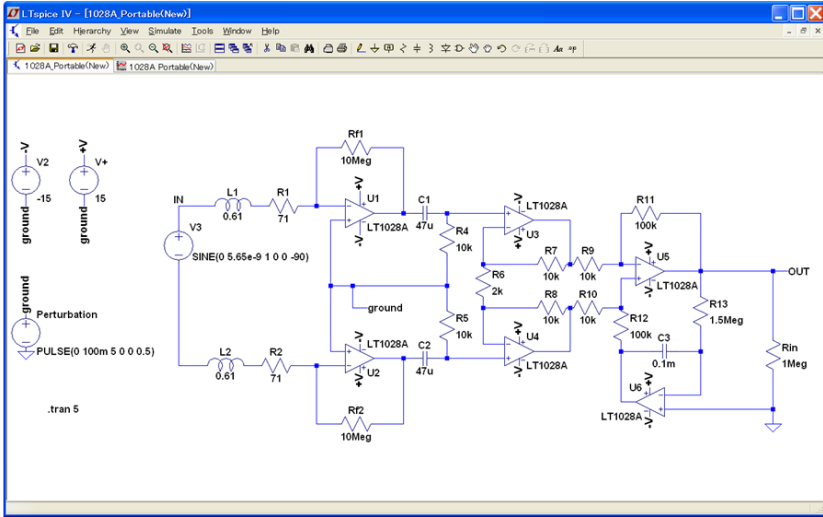 LTspice IV - [1028A_Portable(New)]
File Edit Hierarchy View Simulate Tools Window Help
1028A_Portable(New) 1028A Portable(New)
-V
V2
-15
ground
+V
V+
15
ground
ground
Perturbation
PULSE(0 100m 5 0 0 0.5)
.tran 5
IN
V3
SINE(0 5.65e-9 1 0 0 -90)
L1
0.61
R1
71
Rf1
10Meg
+V
U1
LT1028A
-V
C1
47u
R4
10k
ground
R5
10k
L2
0.61
R2
71
-V
LT1028A
U2
+V
Rf2
10Meg
C2
47u
-V
LT1028A
U3
+V
R6
2k
R7
10k
R9
10k
R8
10k
R10
10k
+V
U4
LT1028A
-V
R11
100k
+V
U5
LT1028A
-V
OUT
R12
100k
R13
1.5Meg
C3
0.1m
+V
U6
LT1028A
-V
Rin
1Meg